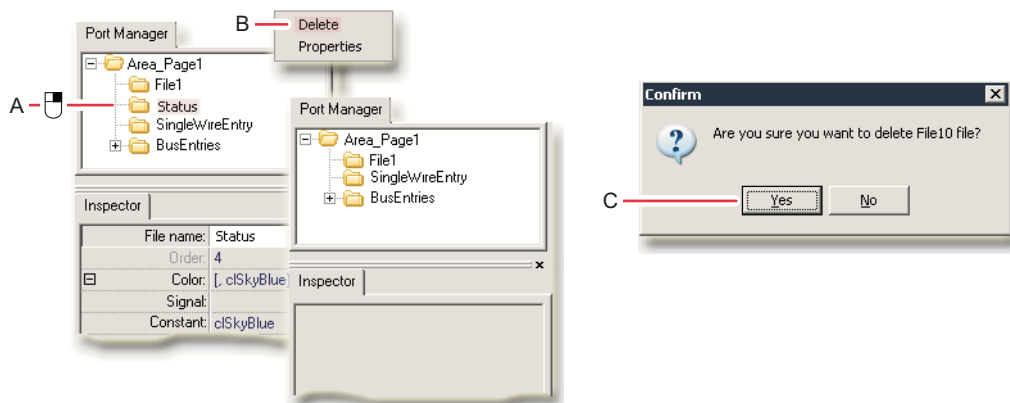 B
Delete
Properties
Port Manager
Area_Page1
File1
A
Status
SingleWireEntry
BusEntries
Inspector
File name: Status
Order: 4
Color: [, clSkyBlue]
Signal:
Constant: clSkyBlue
Port Manager
Area_Page1
File1
SingleWireEntry
BusEntries
x
Inspector
Confirm
Are you sure you want to delete File10 file?
C
Yes
No